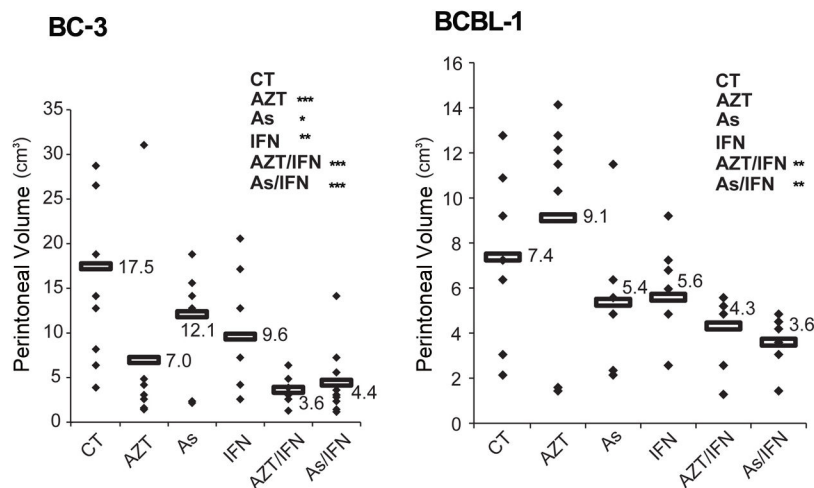 BC-3
CT
AZT ***
As *
IFN **
AZT/IFN ***
As/IFN ***
Perintoneal Volume (cm³)
35
30
25
20
15
10
5
0
17.5
7.0
12.1
9.6
3.6
4.4
CT
AZT
As
IFN
AZT/IFN
As/IFN
BCBL-1
CT
AZT
As
IFN
AZT/IFN **
As/IFN **
Perintoneal Volume (cm³)
16
14
12
10
8
6
4
2
0
7.4
9.1
5.4
5.6
4.3
3.6
CT
AZT
As
IFN
AZT/IFN
As/IFN